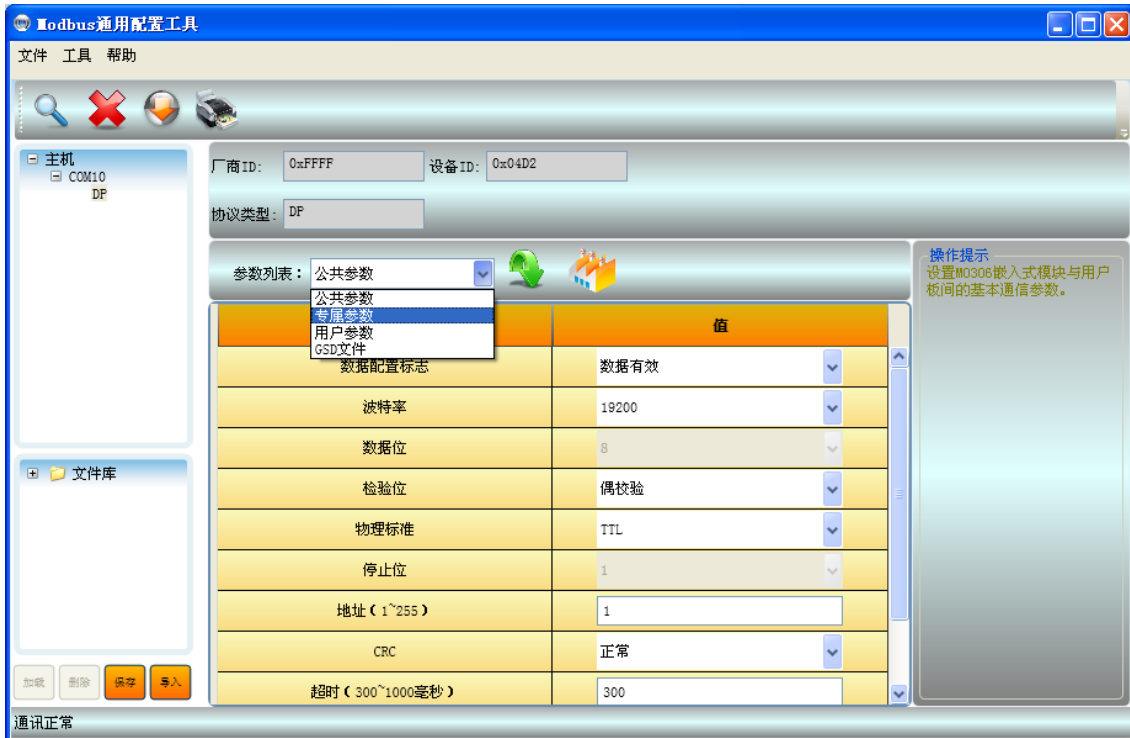 Modbus通用配置工具
文件 工具 帮助
主机
COM10
DP
厂商ID: 0xFFFF 设备ID: 0x04D2
协议类型: DP
参数列表： 公共参数
公共参数
专属参数
用户参数
GSD文件
操作提示
设置M0306嵌入式模块与用户
板间的基本通信参数。
值
数据配置标志 数据有效
波特率 19200
数据位 8
检验位 偶校验
物理标准 TTL
停止位 1
地址（1~255） 1
CRC 正常
超时（300~1000毫秒） 300
文件库
加载 删除 保存 导入
通讯正常